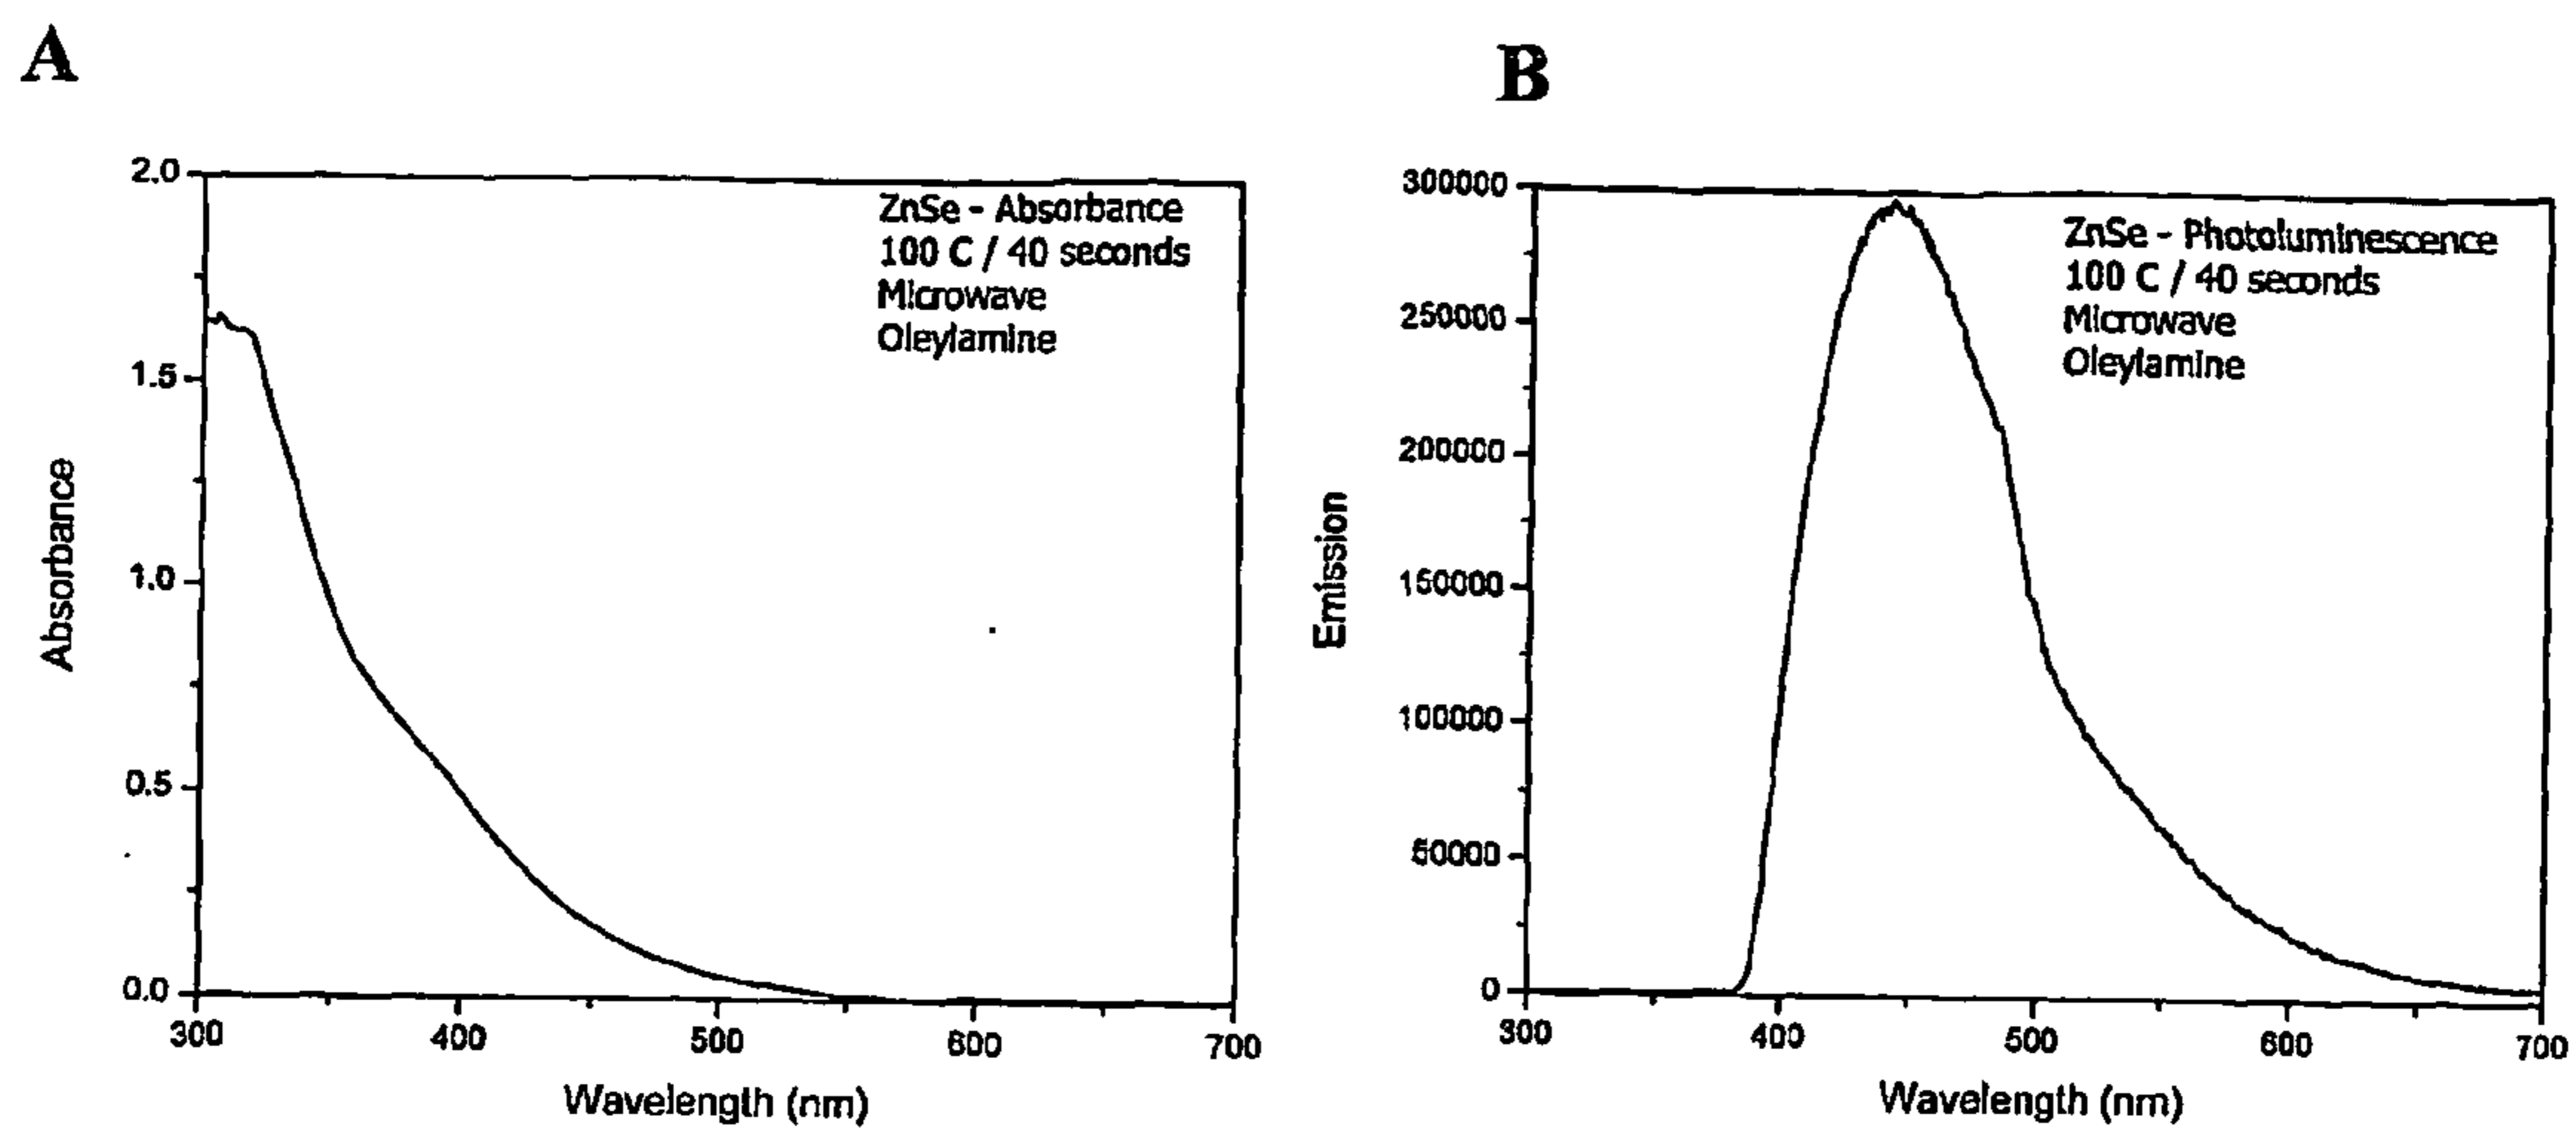 A
2.0
1.5
1.0
0.5
0.0
300
400
500
600
700
Absorbance
Wavelength (nm)
ZnSe - Absorbance
100 C / 40 seconds
Microwave
Oleylamine
B
300000
250000
200000
150000
100000
50000
0
300
400
500
600
700
Emission
Wavelength (nm)
ZnSe - Photoluminescence
100 C / 40 seconds
Microwave
Oleylamine